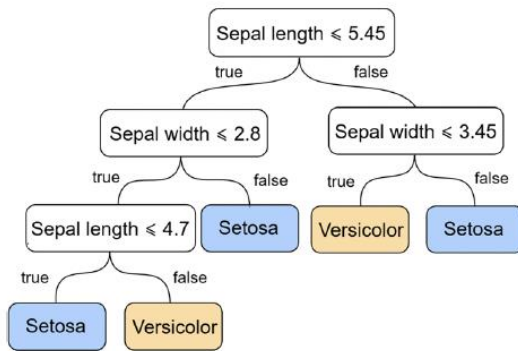 Sepal length ⩽ 5.45
true
false
Sepal width ⩽ 2.8
Sepal width ⩽ 3.45
true
false
true
false
Sepal length ⩽ 4.7
Setosa
Versicolor
Setosa
true
false
Setosa
Versicolor